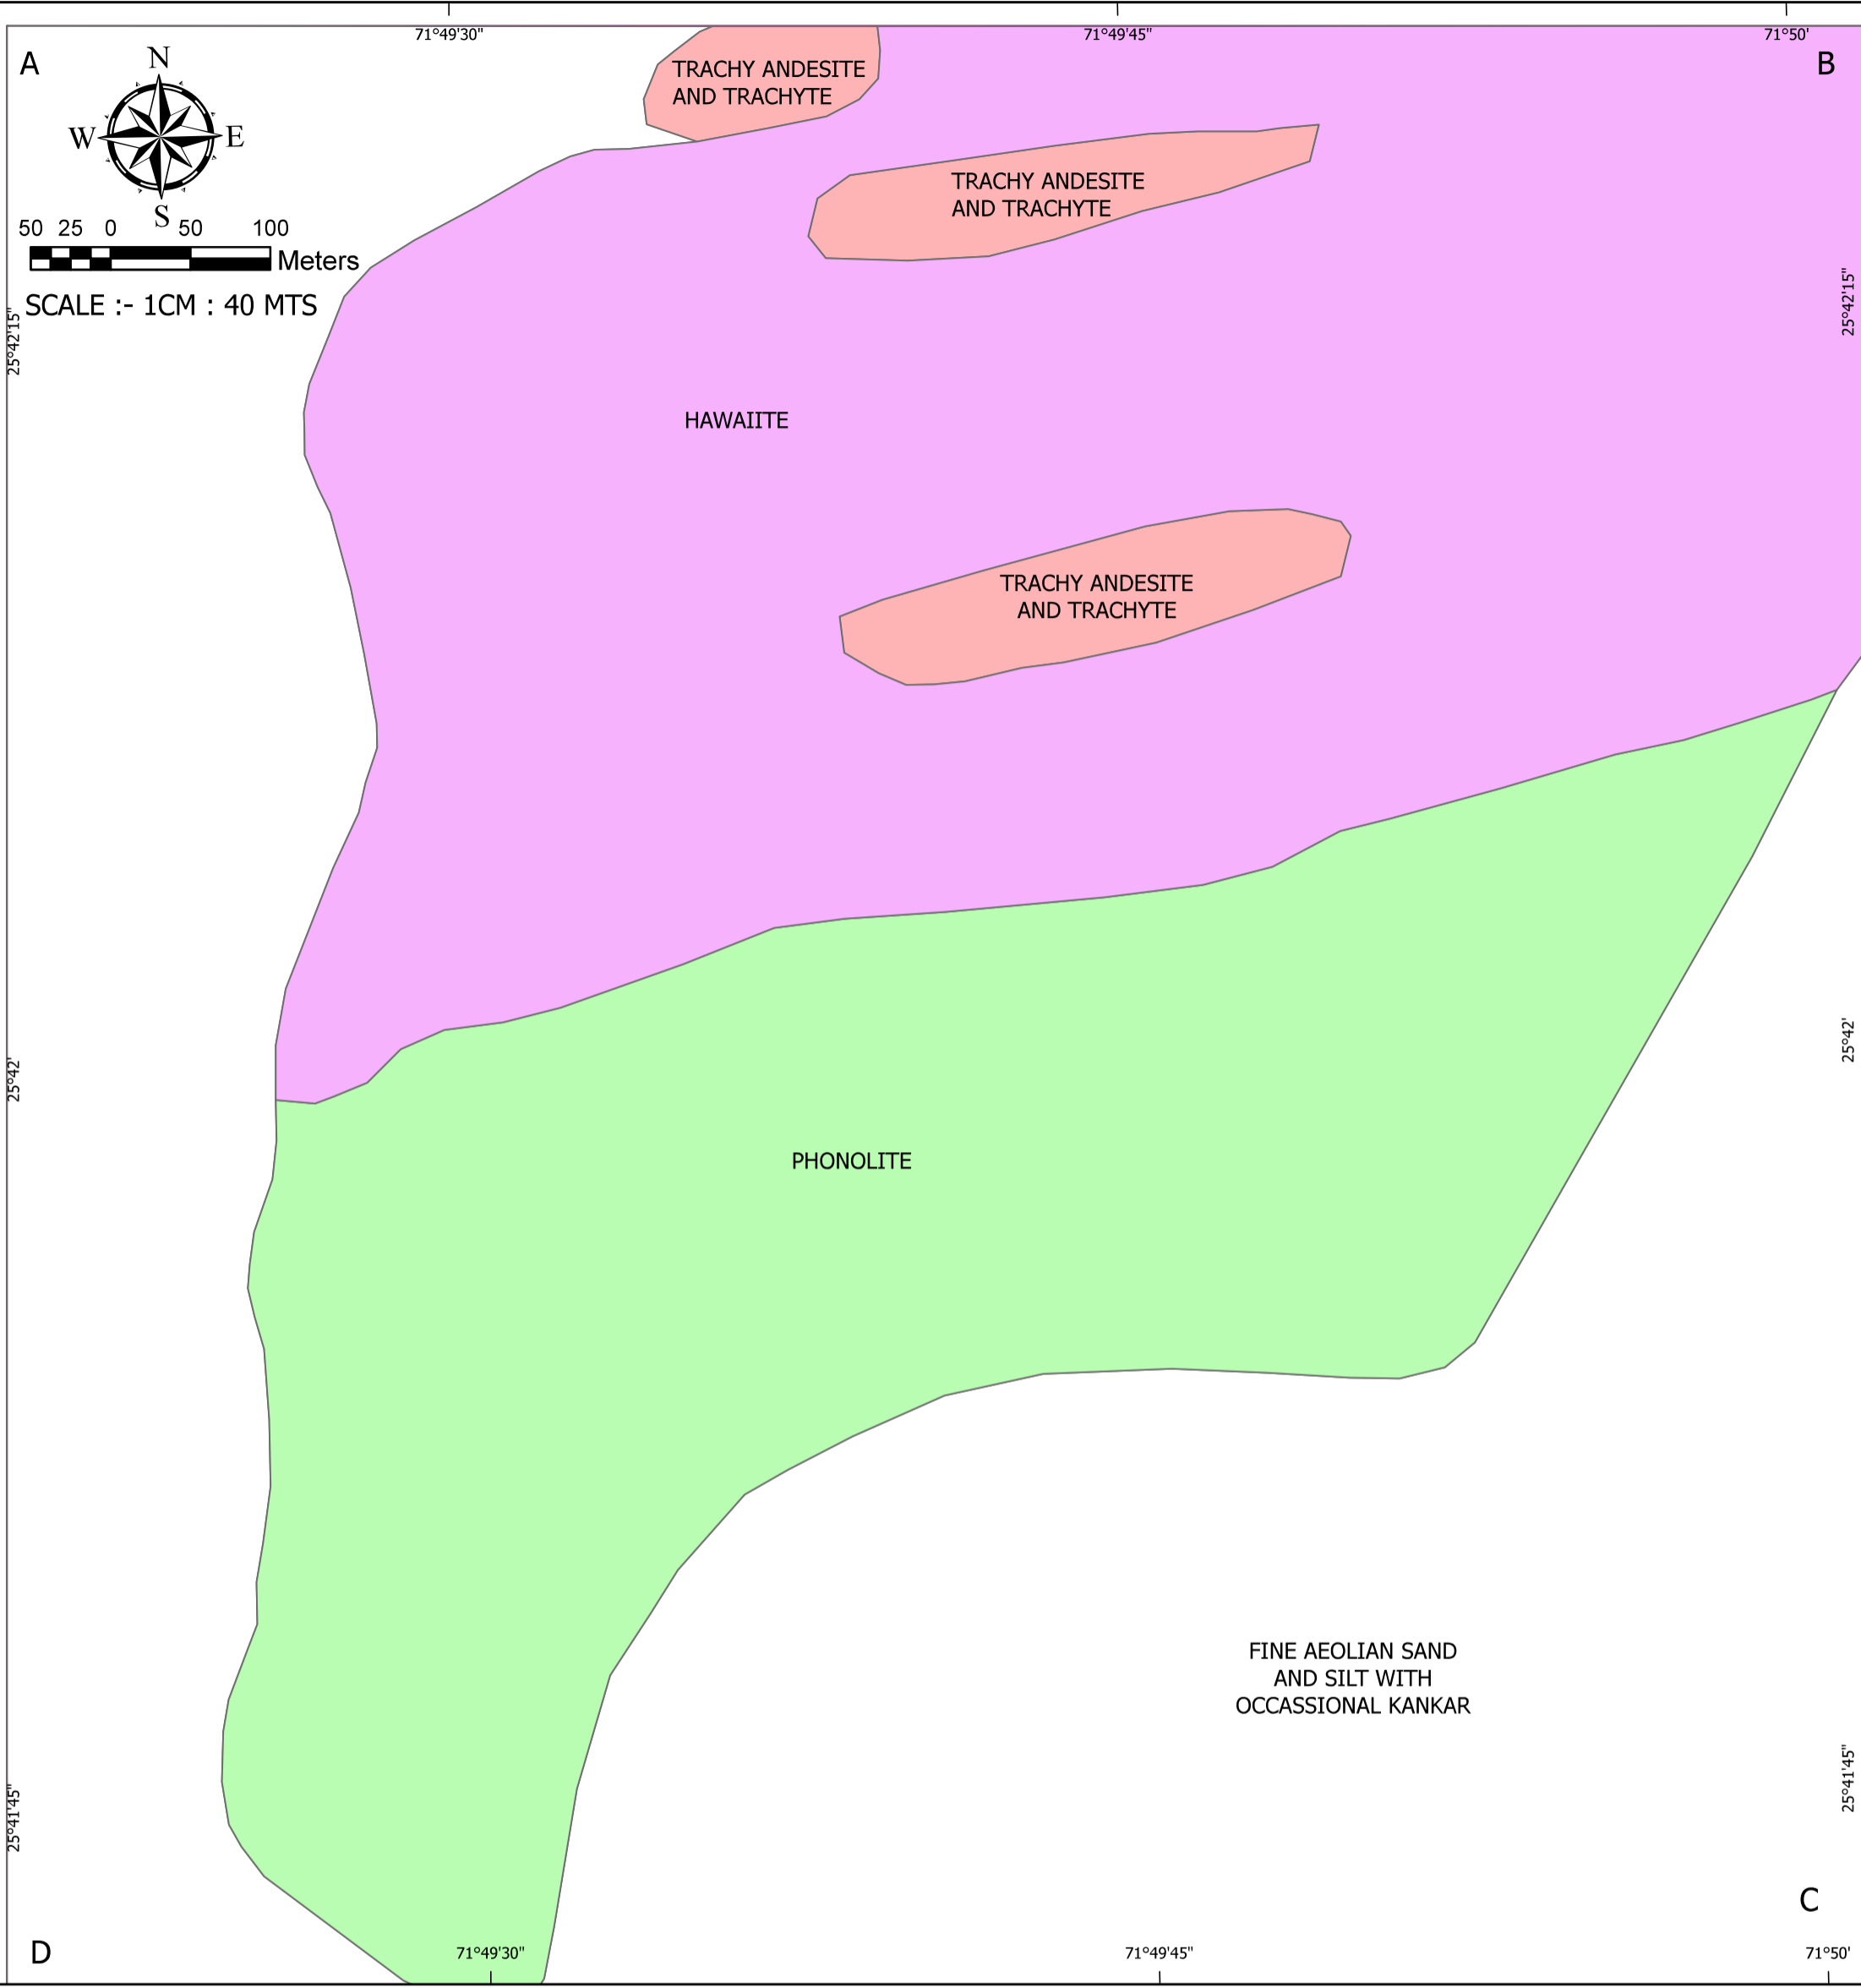 71°49'30"
71°49'45"
71°50'
A
B
N
W
E
S
TRACHY ANDESITE
AND TRACHYTE
TRACHY ANDESITE
AND TRACHYTE
50 25 0 50 100
Meters
SCALE :- 1CM : 40 MTS
25°42'15"
25°42'15"
HAWAIITE
TRACHY ANDESITE
AND TRACHYTE
25°42'
25°42'
PHONOLITE
FINE AEOLIAN SAND
AND SILT WITH
OCCASSIONAL KANKAR
25°41'45"
25°41'45"
C
D
71°49'30"
71°49'45"
71°50'